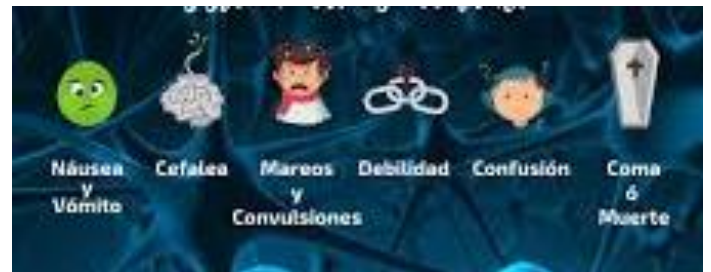 Náusea
y
Vómito
Cefalea
Mareos
y
Convulsiones
Debilidad
Confusión
Coma
ó
Muerte